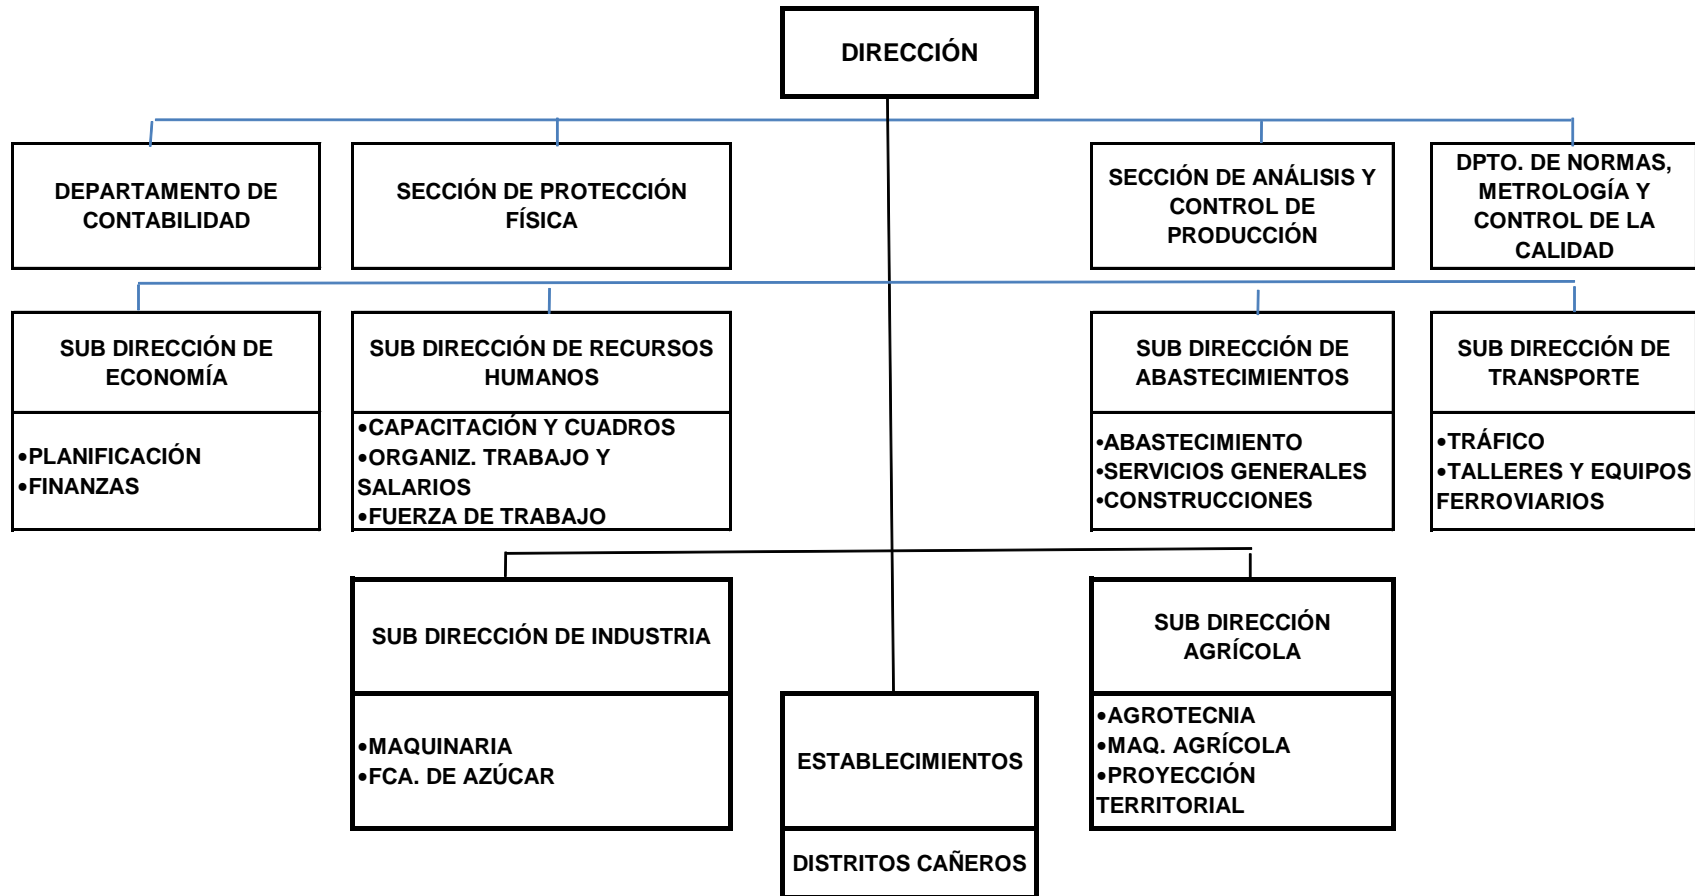 DIRECCIÓN
DEPARTAMENTO DE
CONTABILIDAD
SECCIÓN DE PROTECCIÓN
FÍSICA
SECCIÓN DE ANÁLISIS Y
CONTROL DE
PRODUCCIÓN
DPTO. DE NORMAS,
METROLOGÍA Y
CONTROL DE LA
CALIDAD
SUB DIRECCIÓN DE
ECONOMÍA
•PLANIFICACIÓN
•FINANZAS
SUB DIRECCIÓN DE RECURSOS
HUMANOS
•CAPACITACIÓN Y CUADROS
•ORGANIZ. TRABAJO Y
SALARIOS
•FUERZA DE TRABAJO
SUB DIRECCIÓN DE
ABASTECIMIENTOS
•ABASTECIMIENTO
•SERVICIOS GENERALES
•CONSTRUCCIONES
SUB DIRECCIÓN DE
TRANSPORTE
•TRÁFICO
•TALLERES Y EQUIPOS
FERROVIARIOS
SUB DIRECCIÓN DE INDUSTRIA
•MAQUINARIA
•FCA. DE AZÚCAR
ESTABLECIMIENTOS
DISTRITOS CAÑEROS
SUB DIRECCIÓN
AGRÍCOLA
•AGROTECNIA
•MAQ. AGRÍCOLA
•PROYECCIÓN
TERRITORIAL